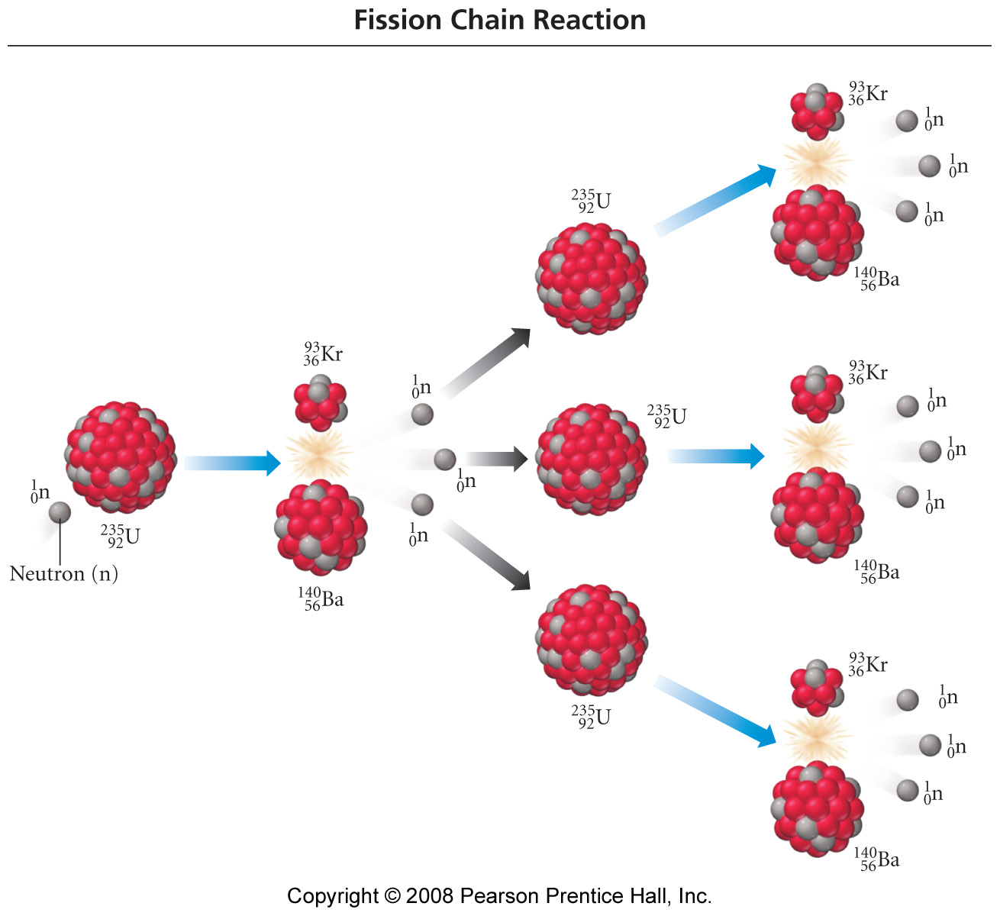 Fission Chain Reaction
93
36Kr
1
0n
1
0n
1
0n
140
56Ba
235
92U
93
36Kr
1
0n
235
92U
1
0n
1
0n
1
0n
140
56Ba
93
36Kr
1
0n
1
0n
1
0n
235
92U
1
0n
Neutron (n)
235
92U
140
56Ba
93
36Kr
1
0n
1
0n
1
0n
235
92U
140
56Ba
Copyright © 2008 Pearson Prentice Hall, Inc.